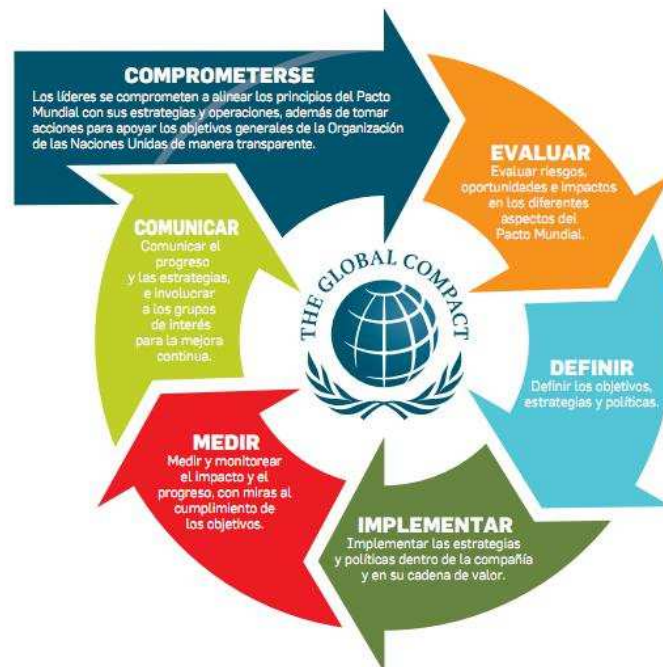 COMPROMETERSE
Los líderes se comprometen a alinear los principios del Pacto
Mundial con sus estrategias y operaciones, además de tomar
acciones para apoyar los objetivos generales de la Organización
de las Naciones Unidas de manera transparente.
EVALUAR
Evaluar riesgos,
oportunidades e impactos
en los diferentes
aspectos del
Pacto Mundial.
DEFINIR
Definir los objetivos,
estrategias y políticas.
IMPLEMENTAR
Implementar las estrategias
y políticas dentro de la compañía
y en su cadena de valor.
MEDIR
Medir y monitorear
el impacto y el
progreso, con miras al
cumplimiento de
los objetivos.
COMUNICAR
Comunicar el
progreso
y las estrategias,
e involucrar
a los grupos
de interés
para la mejora
continua.
THE GLOBAL COMPACT